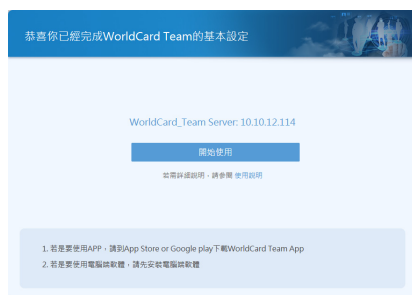 恭喜你已經完成WorldCard Team的基本設定
WorldCard_Team Server: 10.10.12.114
開始使用
若需詳細說明，請參閱 使用說明
1. 若是要使用APP，請到App Store or Google play下載WorldCard Team App
2. 若是要使用電腦端軟體，請先安裝電腦端軟體